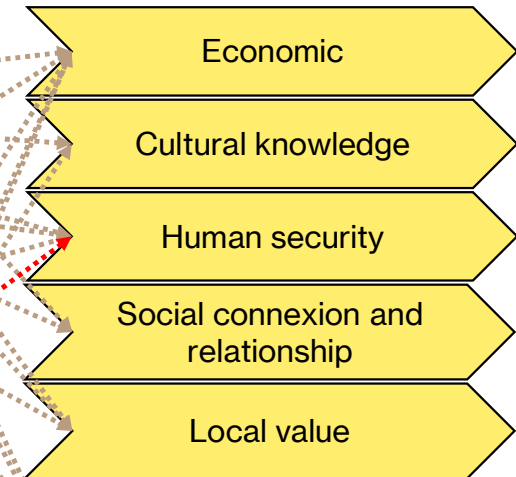 Economic
Cultural knowledge
Human security
Social connexion and
relationship
Local value